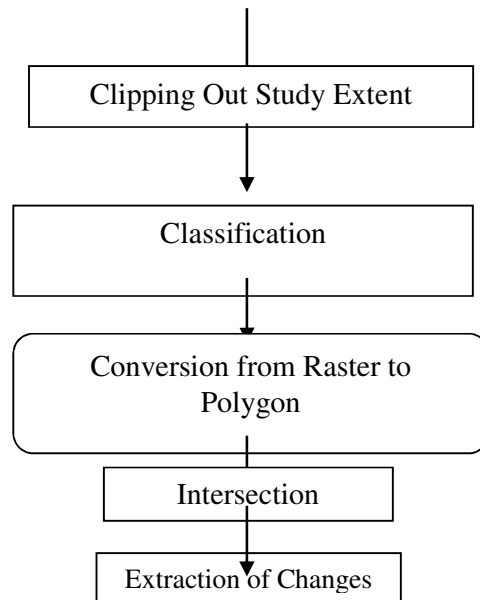 Clipping Out Study Extent
Classification
Conversion from Raster to
Polygon
Intersection
Extraction of Changes